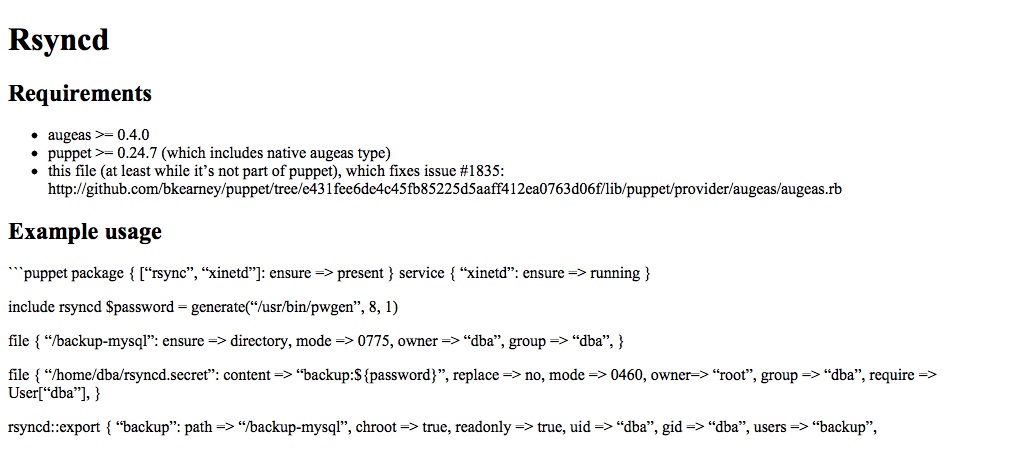 Rsyncd
Requirements
• augeas >= 0.4.0
• puppet >= 0.24.7 (which includes native augeas type)
• this file (at least while it’s not part of puppet), which fixes issue #1835:
http://github.com/bkearney/puppet/tree/e431fee6de4c45fb85225d5aaff412ea0763d06f/lib/puppet/provider/augeas/augeas.rb
Example usage
```puppet package { [“rsync”, “xinetd”]: ensure => present } service { “xinetd”: ensure => running }
include rsyncd $password = generate(“/usr/bin/pwgen”, 8, 1)
file { “/backup-mysql”: ensure => directory, mode => 0775, owner => “dba”, group => “dba”, }
file { “/home/dba/rsyncd.secret”: content => “backup:${password}”, replace => no, mode => 0460, owner=> “root”, group => “dba”, require =>
User[“dba”], }
rsyncd::export { “backup”: path => “/backup-mysql”, chroot => true, readonly => true, uid => “dba”, gid => “dba”, users => “backup”,